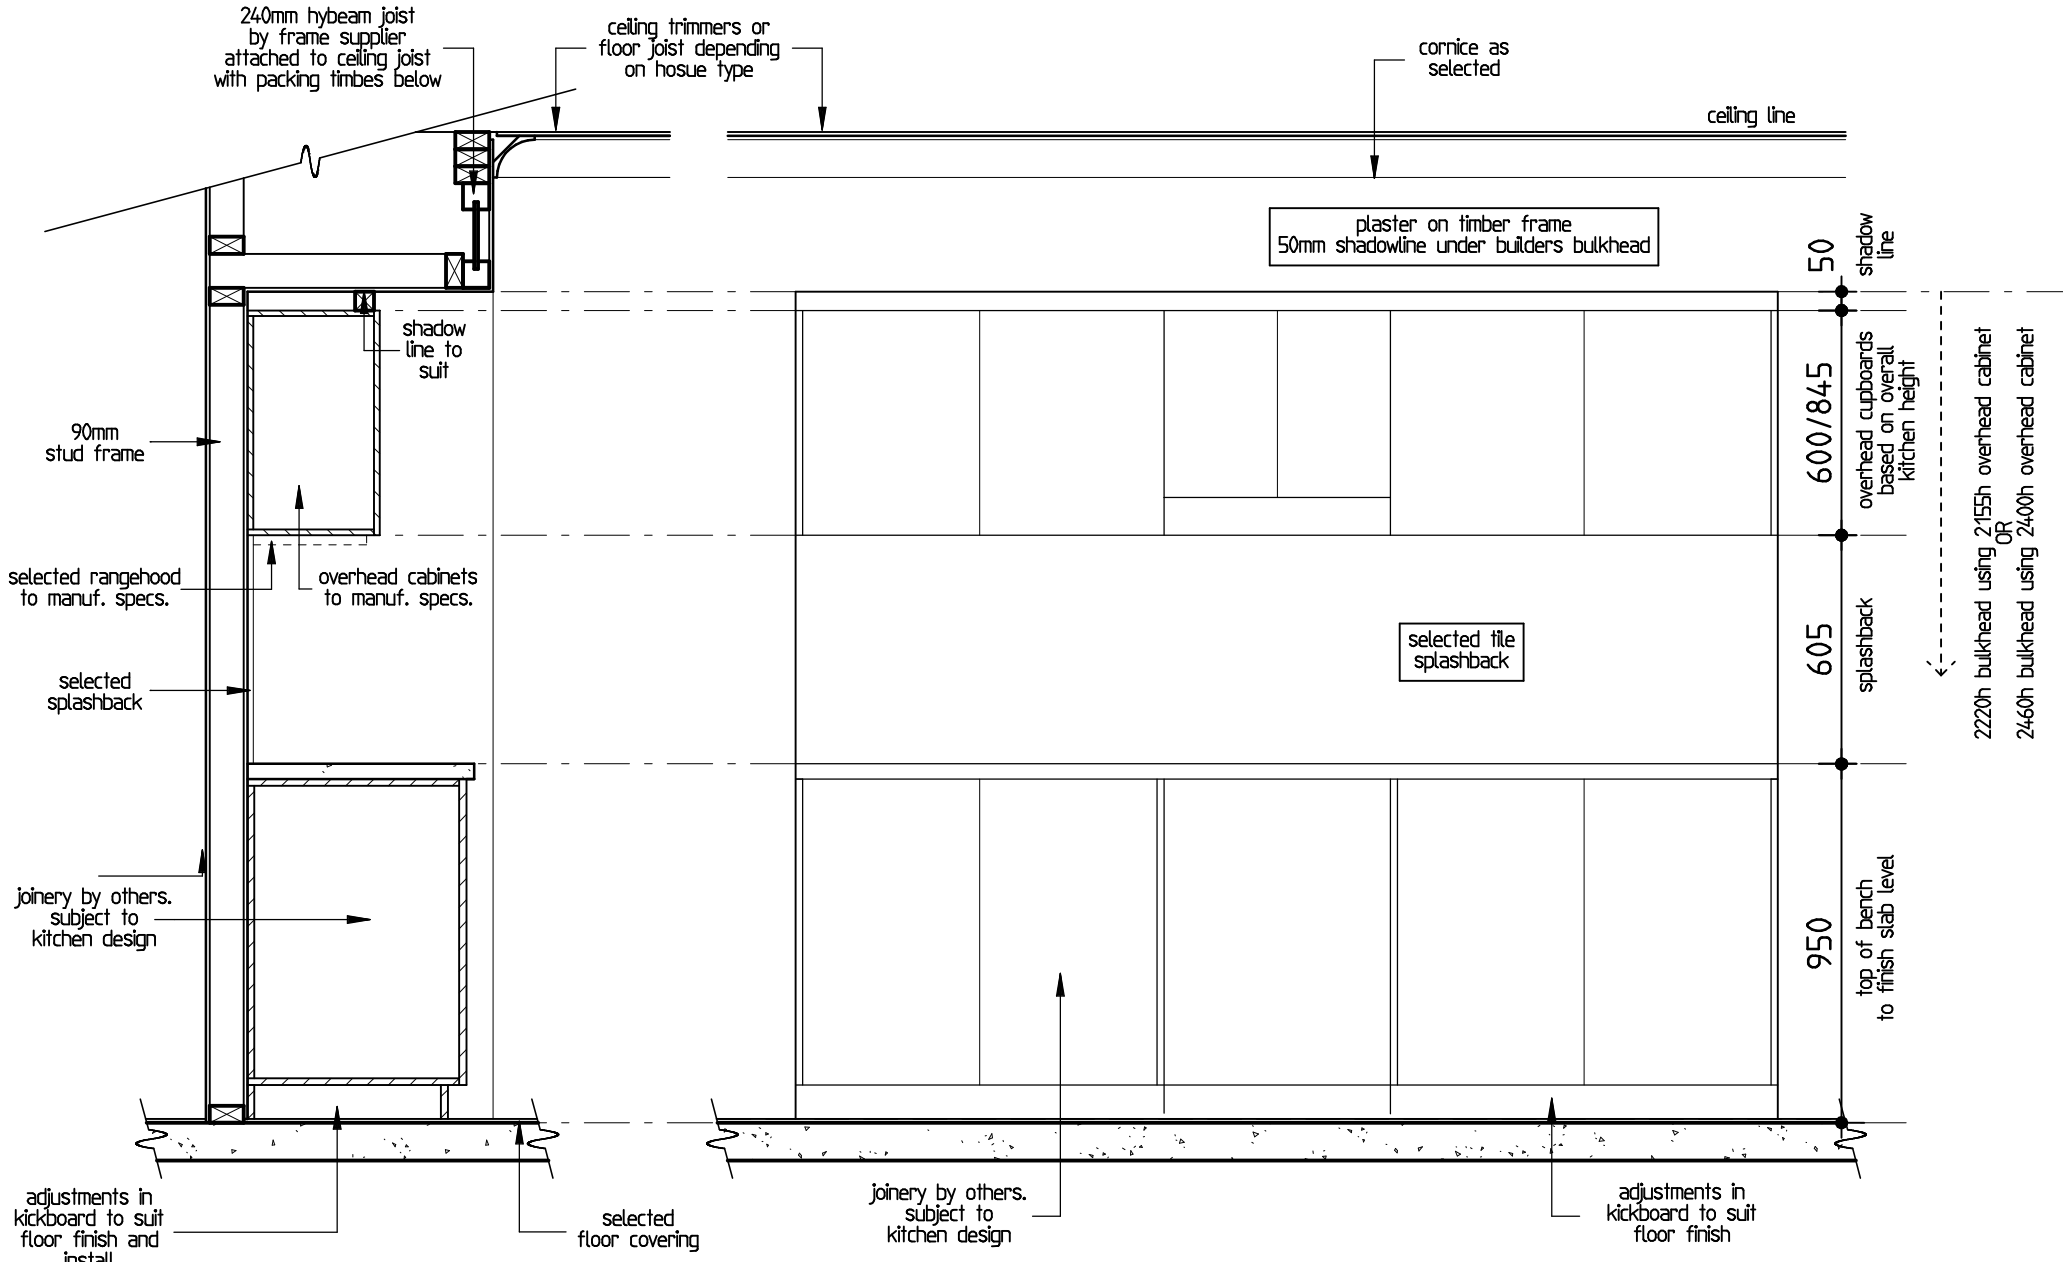 240mm hybeam joist
by frame supplier
attached to ceiling joist
with packing timbes below
ceiling trimmers or
floor joist depending
on hosue type
cornice as
selected
ceiling line
plaster on timber frame
50mm shadowline under builders bulkhead
50
shadow
line
shadow
line to
suit
90mm
stud frame
600/845
overhead cupboards
based on overall
kitchen height
2220h bulkhead using 2155h overhead cabinet
OR
2460h bulkhead using 2400h overhead cabinet
selected rangehood
to manuf. specs.
overhead cabinets
to manuf. specs.
selected tile
splashback
605
splashback
selected
splashback
joinery by others.
subject to
kitchen design
950
top of bench
to finish slab level
adjustments in
kickboard to suit
floor finish and
install
selected
floor covering
joinery by others.
subject to
kitchen design
adjustments in
kickboard to suit
floor finish